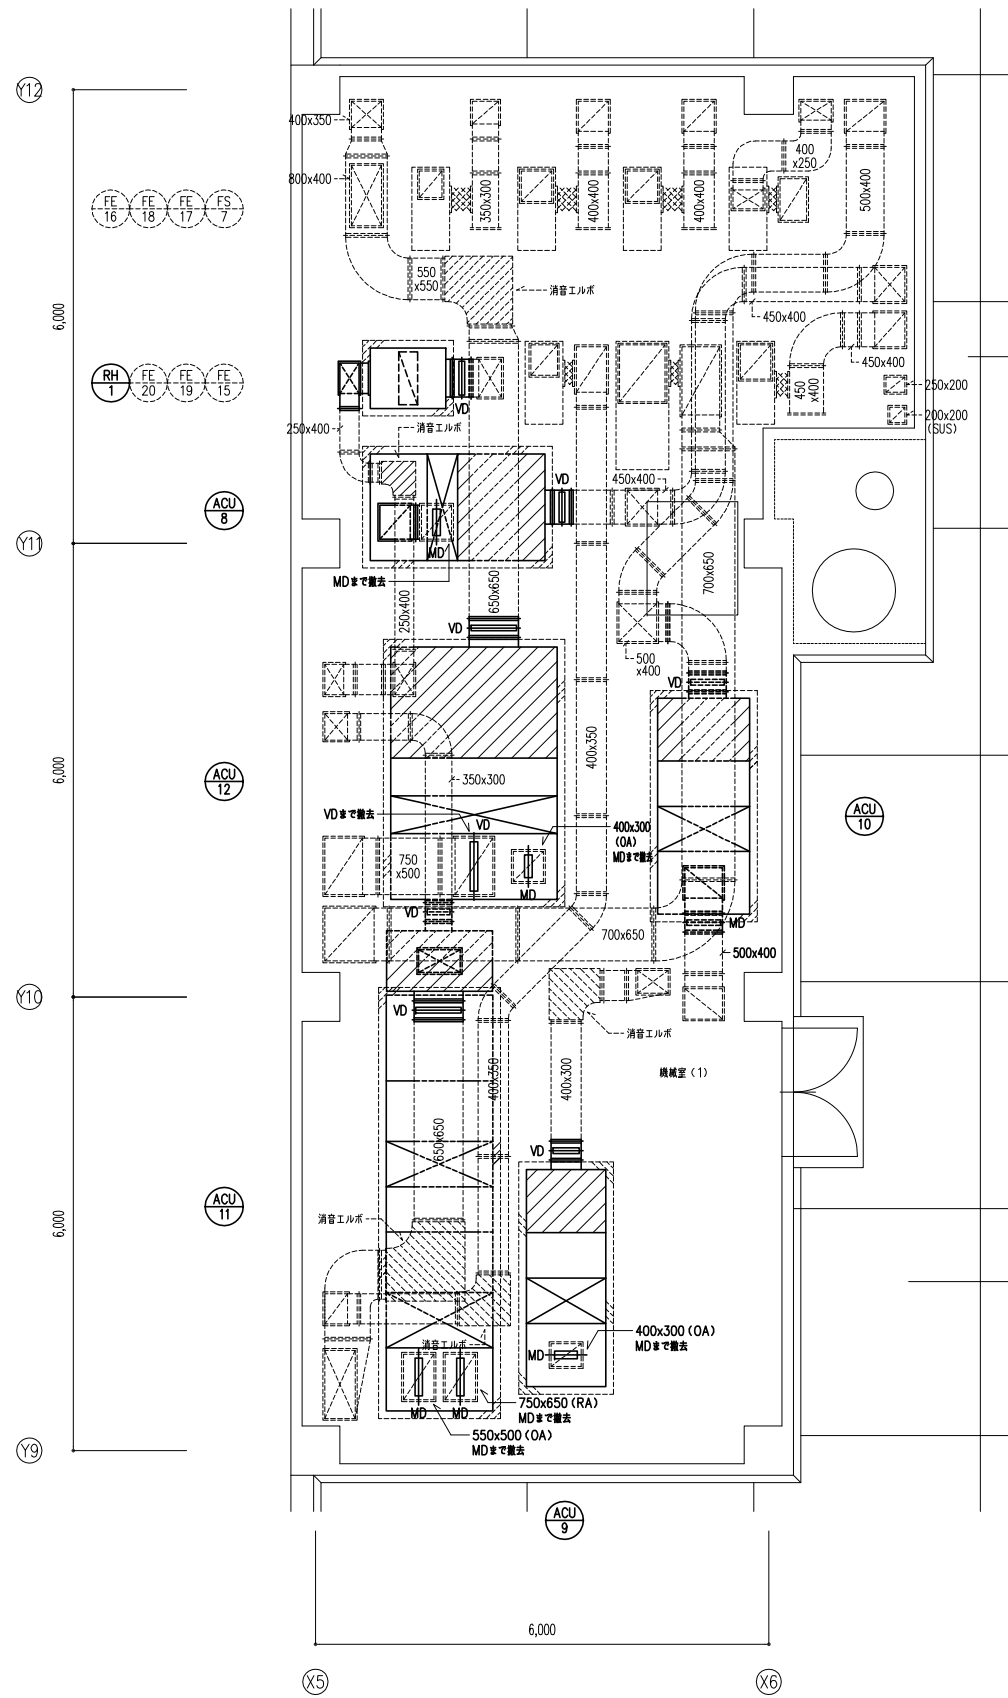 Y12
400x350
800x400
400
x250
FE
16
FE
18
FE
17
FS
7
350x300
400x400
400x400
500x400
550
x550
消音エルボ
6,000
450x400
450x400
RH
1
FE
20
FE
19
FE
15
VD
450
x400
250x200
200x200
(SUS)
250x400
消音エルボ
VD
450x400
ACU
8
Y11
MD
MDまで撤去
250x400
650x650
700x650
VD
500
x400
VD
400x350
6,000
ACU
12
350x300
VDまで撤去
VD
400x300
(OA)
MDまで撤去
ACU
10
750
x500
MD
VD
MD
700x650
500x400
Y10
VD
消音エルボ
400x350
400x300
機械室（1）
650x650
VD
6,000
ACU
11
消音エルボ
消音エルボ
400x300 (OA)
MDまで撤去
MD
750x650 (RA)
MDまで撤去
MD
MD
550x500 (OA)
MDまで撤去
Y9
ACU
9
6,000
X5
X6